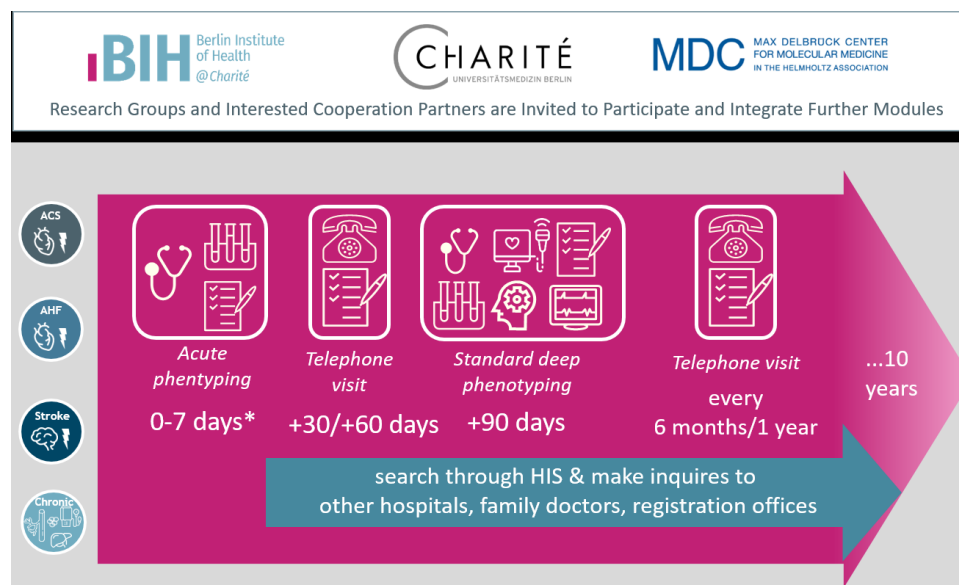 BIH
Berlin Institute
of Health
@Charité
CHARITÉ
UNIVERSITÄTSMEDIZIN BERLIN
MDC
MAX DELBRÜCK CENTER
FOR MOLECULAR MEDICINE
IN THE HELMHOLTZ ASSOCIATION
Research Groups and Interested Cooperation Partners are Invited to Participate and Integrate Further Modules
ACS
AHF
Stroke
Chronic
Acute
phentyping
0-7 days*
Telephone
visit
+30/+60 days
Standard deep
phenotyping
+90 days
Telephone visit
every
6 months/1 year
...10
years
search through HIS & make inquires to
other hospitals, family doctors, registration offices